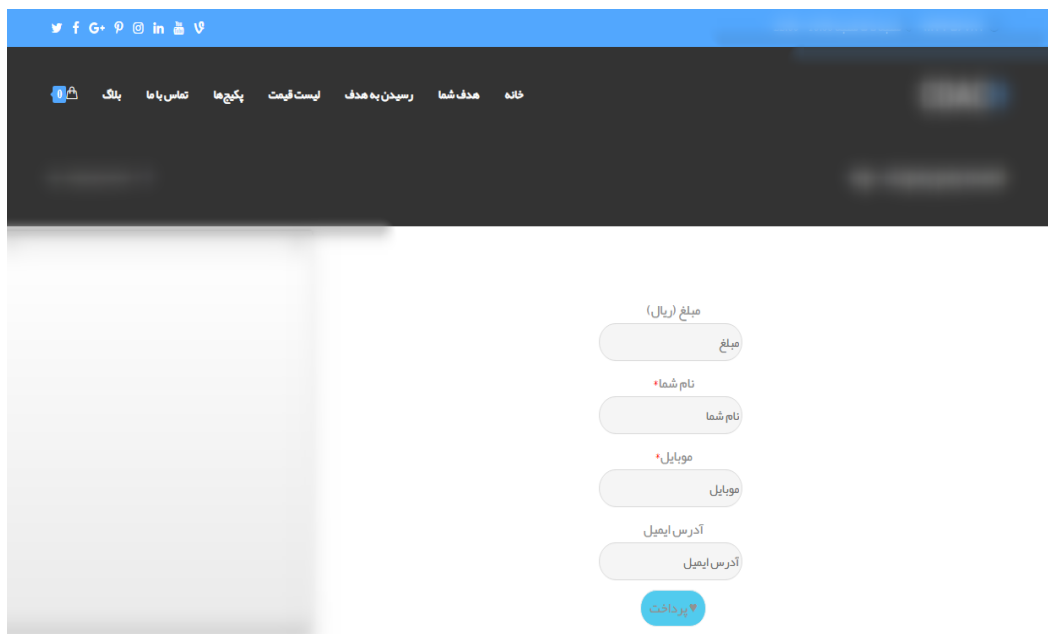 خانه هدف شما رسیدن به هدف لیست قیمت پکیج‌ها تماس با ما بلاگ 0
مبلغ (ریال)
مبلغ
نام شما*
نام شما
موبایل*
موبایل
آدرس ایمیل
آدرس ایمیل
♥پرداخت